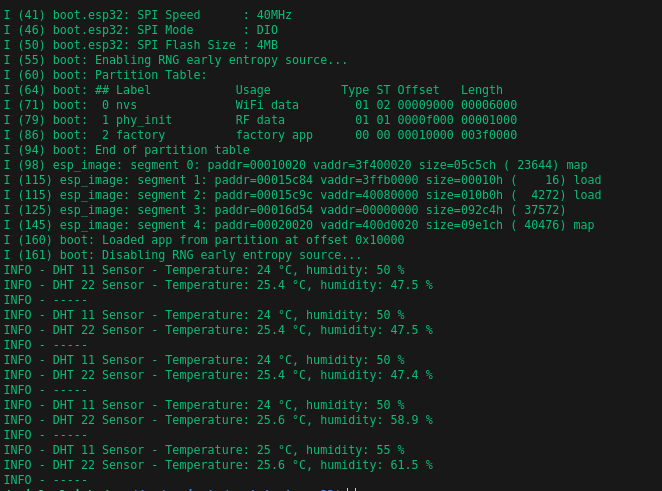 I (41) boot.esp32: SPI Speed      : 40MHz
I (46) boot.esp32: SPI Mode       : DIO
I (50) boot.esp32: SPI Flash Size : 4MB
I (55) boot: Enabling RNG early entropy source...
I (60) boot: Partition Table:
I (64) boot: ## Label            Usage          Type ST Offset   Length
I (71) boot:  0 nvs              WiFi data        01 02 00009000 00006000
I (79) boot:  1 phy_init         RF data          01 01 0000f000 00001000
I (86) boot:  2 factory          factory app      00 00 00010000 003f0000
I (94) boot: End of partition table
I (98) esp_image: segment 0: paddr=00010020 vaddr=3f400020 size=05c5ch ( 23644) map
I (115) esp_image: segment 1: paddr=00015c84 vaddr=3ffb0000 size=00010h (    16) load
I (115) esp_image: segment 2: paddr=00015c9c vaddr=40080000 size=010b0h (  4272) load
I (125) esp_image: segment 3: paddr=00016d54 vaddr=00000000 size=092c4h ( 37572)
I (145) esp_image: segment 4: paddr=00020020 vaddr=400d0020 size=09e1ch ( 40476) map
I (160) boot: Loaded app from partition at offset 0x10000
I (161) boot: Disabling RNG early entropy source...
INFO - DHT 11 Sensor - Temperature: 24 °C, humidity: 50 %
INFO - DHT 22 Sensor - Temperature: 25.4 °C, humidity: 47.5 %
INFO - -----
INFO - DHT 11 Sensor - Temperature: 24 °C, humidity: 50 %
INFO - DHT 22 Sensor - Temperature: 25.4 °C, humidity: 47.5 %
INFO - -----
INFO - DHT 11 Sensor - Temperature: 24 °C, humidity: 50 %
INFO - DHT 22 Sensor - Temperature: 25.4 °C, humidity: 47.4 %
INFO - -----
INFO - DHT 11 Sensor - Temperature: 24 °C, humidity: 50 %
INFO - DHT 22 Sensor - Temperature: 25.6 °C, humidity: 58.9 %
INFO - -----
INFO - DHT 11 Sensor - Temperature: 25 °C, humidity: 55 %
INFO - DHT 22 Sensor - Temperature: 25.6 °C, humidity: 61.5 %
INFO - -----